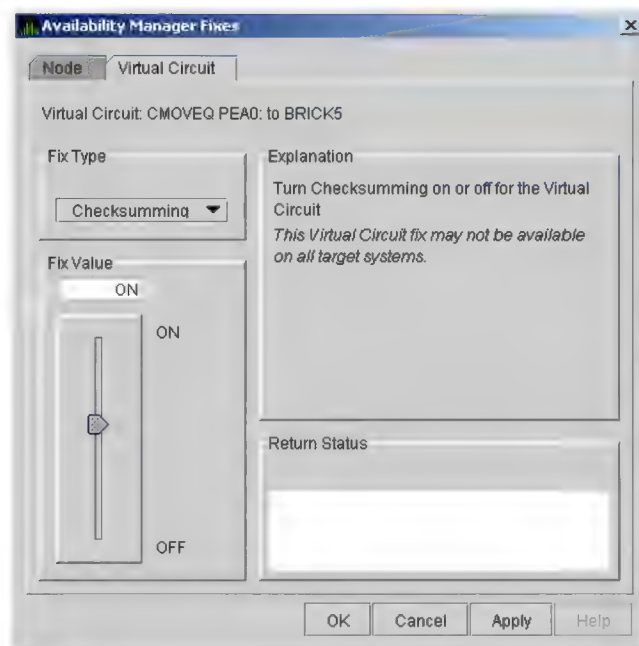 Availability Manager Fixes
Node
Virtual Circuit
Virtual Circuit: CMOVEQ PEA0: to BRICK5
Fix Type
Checksumming
Fix Value
ON
ON
OFF
Explanation
Turn Checksumming on or off for the Virtual
Circuit
This Virtual Circuit fix may not be available
on all target systems.
Return Status
OK
Cancel
Apply
Help